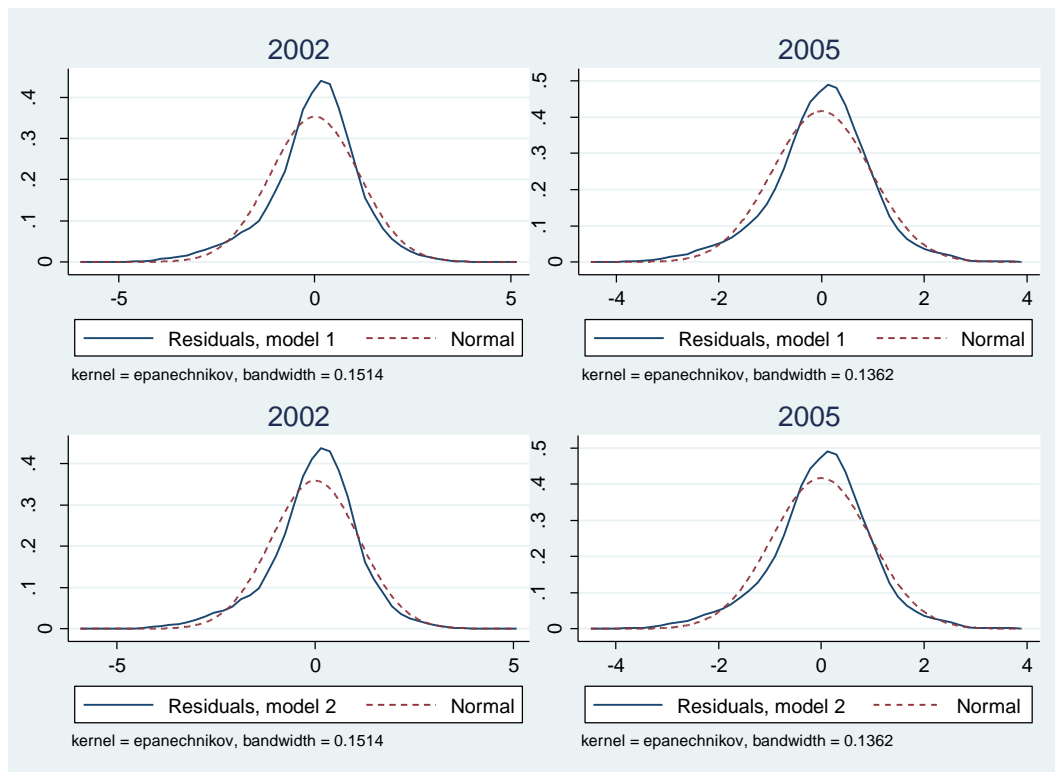 2002
.4
.3
.2
.1
0
-5 0 5
Residuals, model 1 Normal
kernel = epanechnikov, bandwidth = 0.1514
2005
.5
.4
.3
.2
.1
0
-4 -2 0 2 4
Residuals, model 1 Normal
kernel = epanechnikov, bandwidth = 0.1362
2002
.4
.3
.2
.1
0
-5 0 5
Residuals, model 2 Normal
kernel = epanechnikov, bandwidth = 0.1514
2005
.5
.4
.3
.2
.1
0
-4 -2 0 2 4
Residuals, model 2 Normal
kernel = epanechnikov, bandwidth = 0.1362